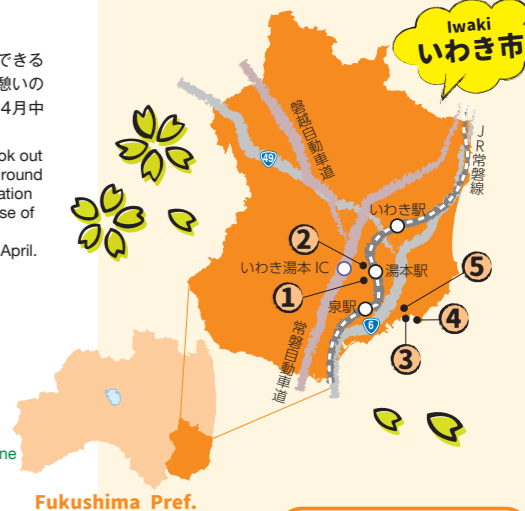 できる
憩いの
4月中
ok out
round
ation
se of
April.
ne
Iwaki
いわき市
磐越自動車道
49
JR常磐線
いわき駅
②
いわき湯本 IC
湯本駅
①
⑤
泉駅
6
④
③
常磐自動車道
Fukushima Pref.